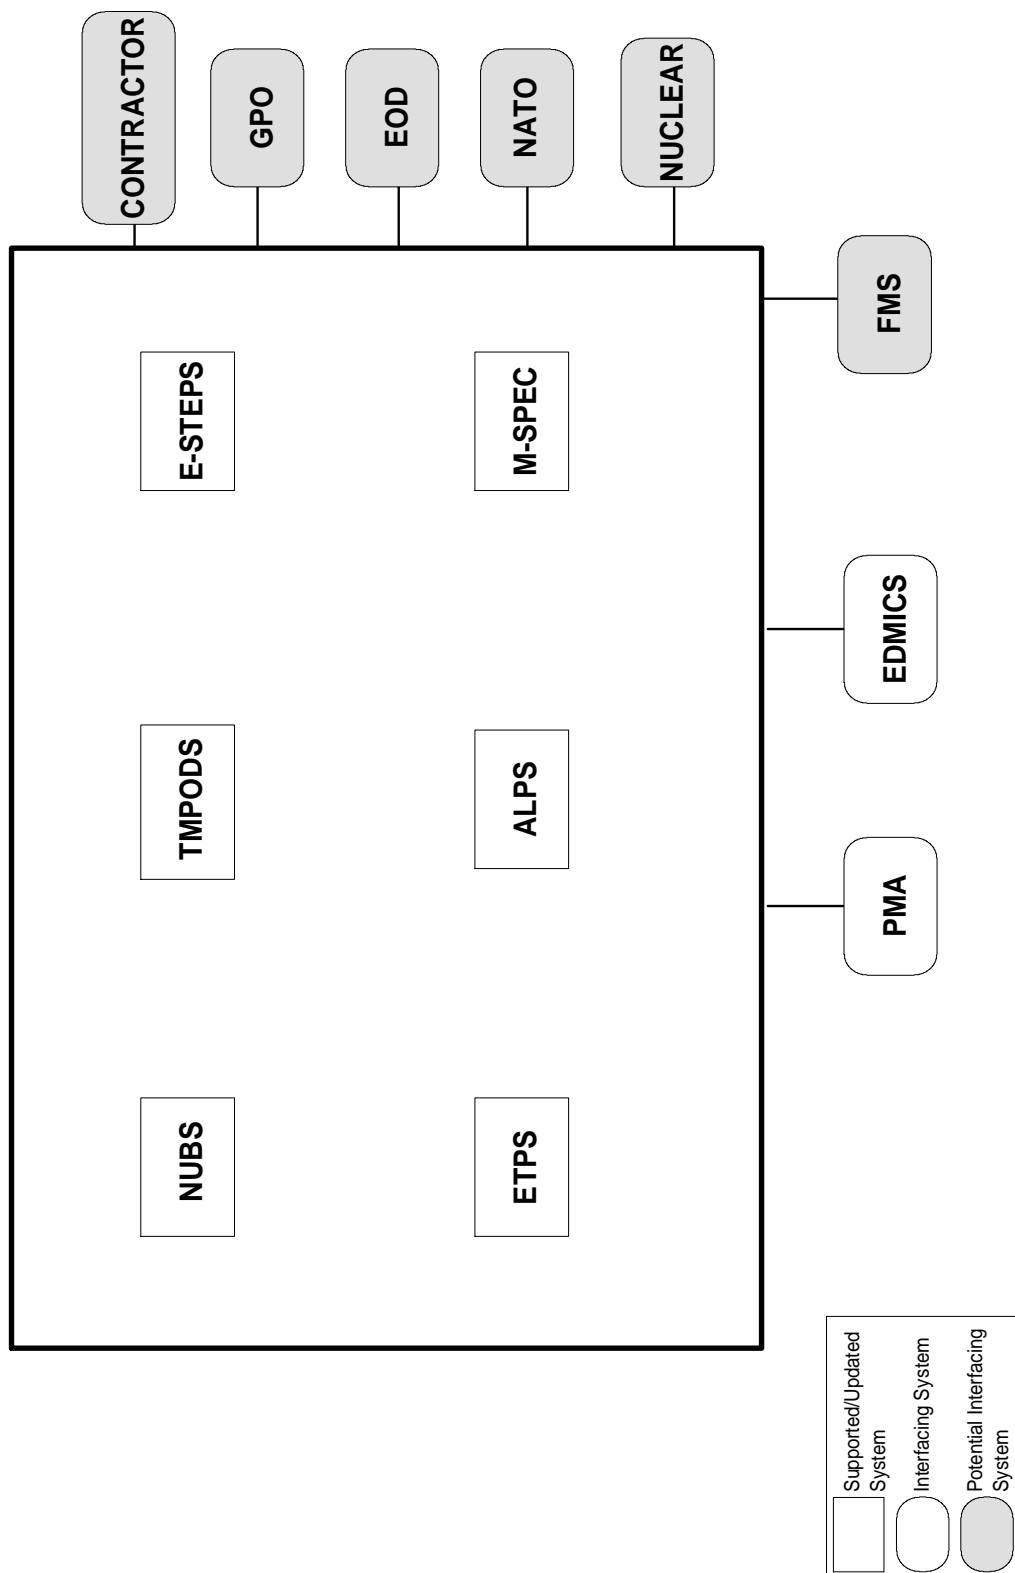 CONTRACTOR
GPO
EOD
NATO
NUCLEAR
NUBS
TMPODS
E-STEPS
ETPS
ALPS
M-SPEC
PMA
EDMICS
FMS
Supported/Updated
System
Interfacing System
Potential Interfacing
System